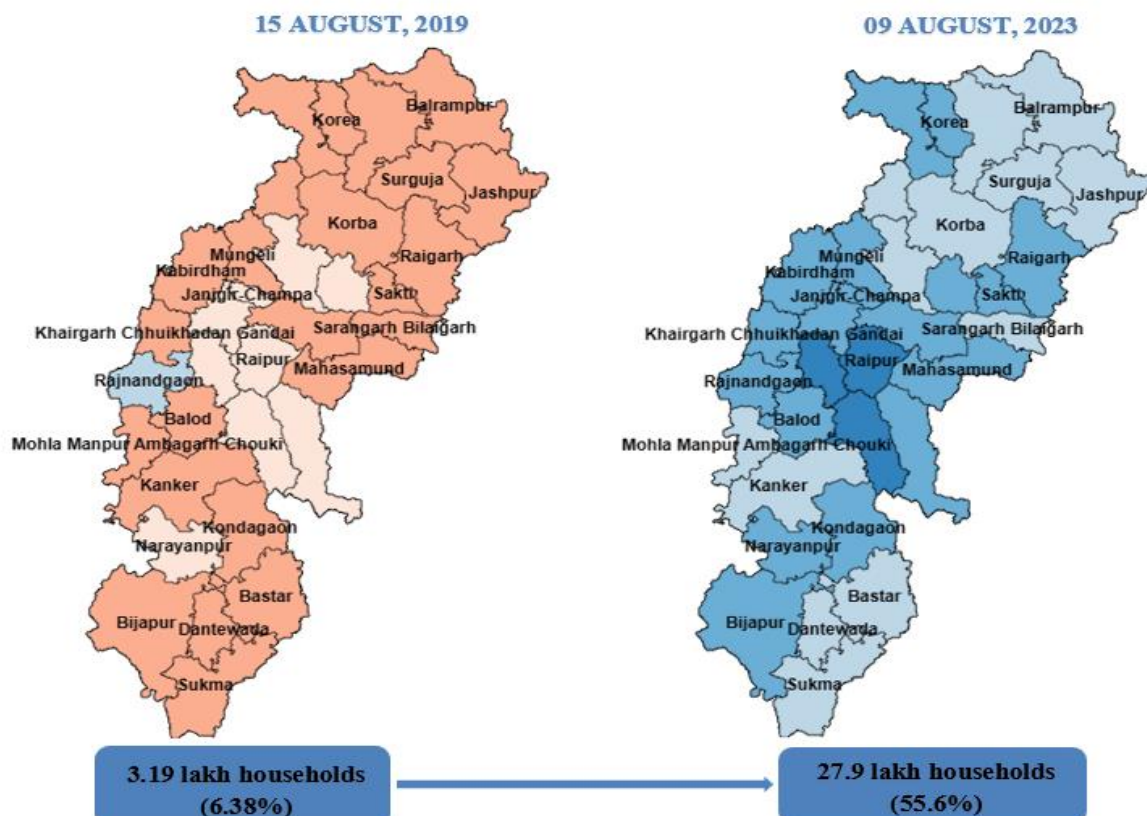 15 AUGUST, 2019
Balrampur
Korea
Surguja
Jashpur
Korba
Mungeli
Raigarh
Kabirdham
Janjgir-Champa
Sakti
Khairgarh Chhuikhadan Gandai
Sarangarh Bilaigarh
Raipur
Mahasamund
Rajnandgaon
Balod
Mohla Manpur Ambagarh Chouki
Kanker
Kondagaon
Narayanpur
Bastar
Bijapur
Dantewada
Sukma
3.19 lakh households
(6.38%)
09 AUGUST, 2023
Balrampur
Korea
Surguja
Jashpur
Korba
Mungeli
Raigarh
Kabirdham
Janjgir-Champa
Sakti
Khairgarh Chhuikhadan Gandai
Sarangarh Bilaigarh
Raipur
Mahasamund
Rajnandgaon
Balod
Mohla Manpur Ambagarh Chouki
Kanker
Kondagaon
Narayanpur
Bastar
Bijapur
Dantewada
Sukma
27.9 lakh households
(55.6%)